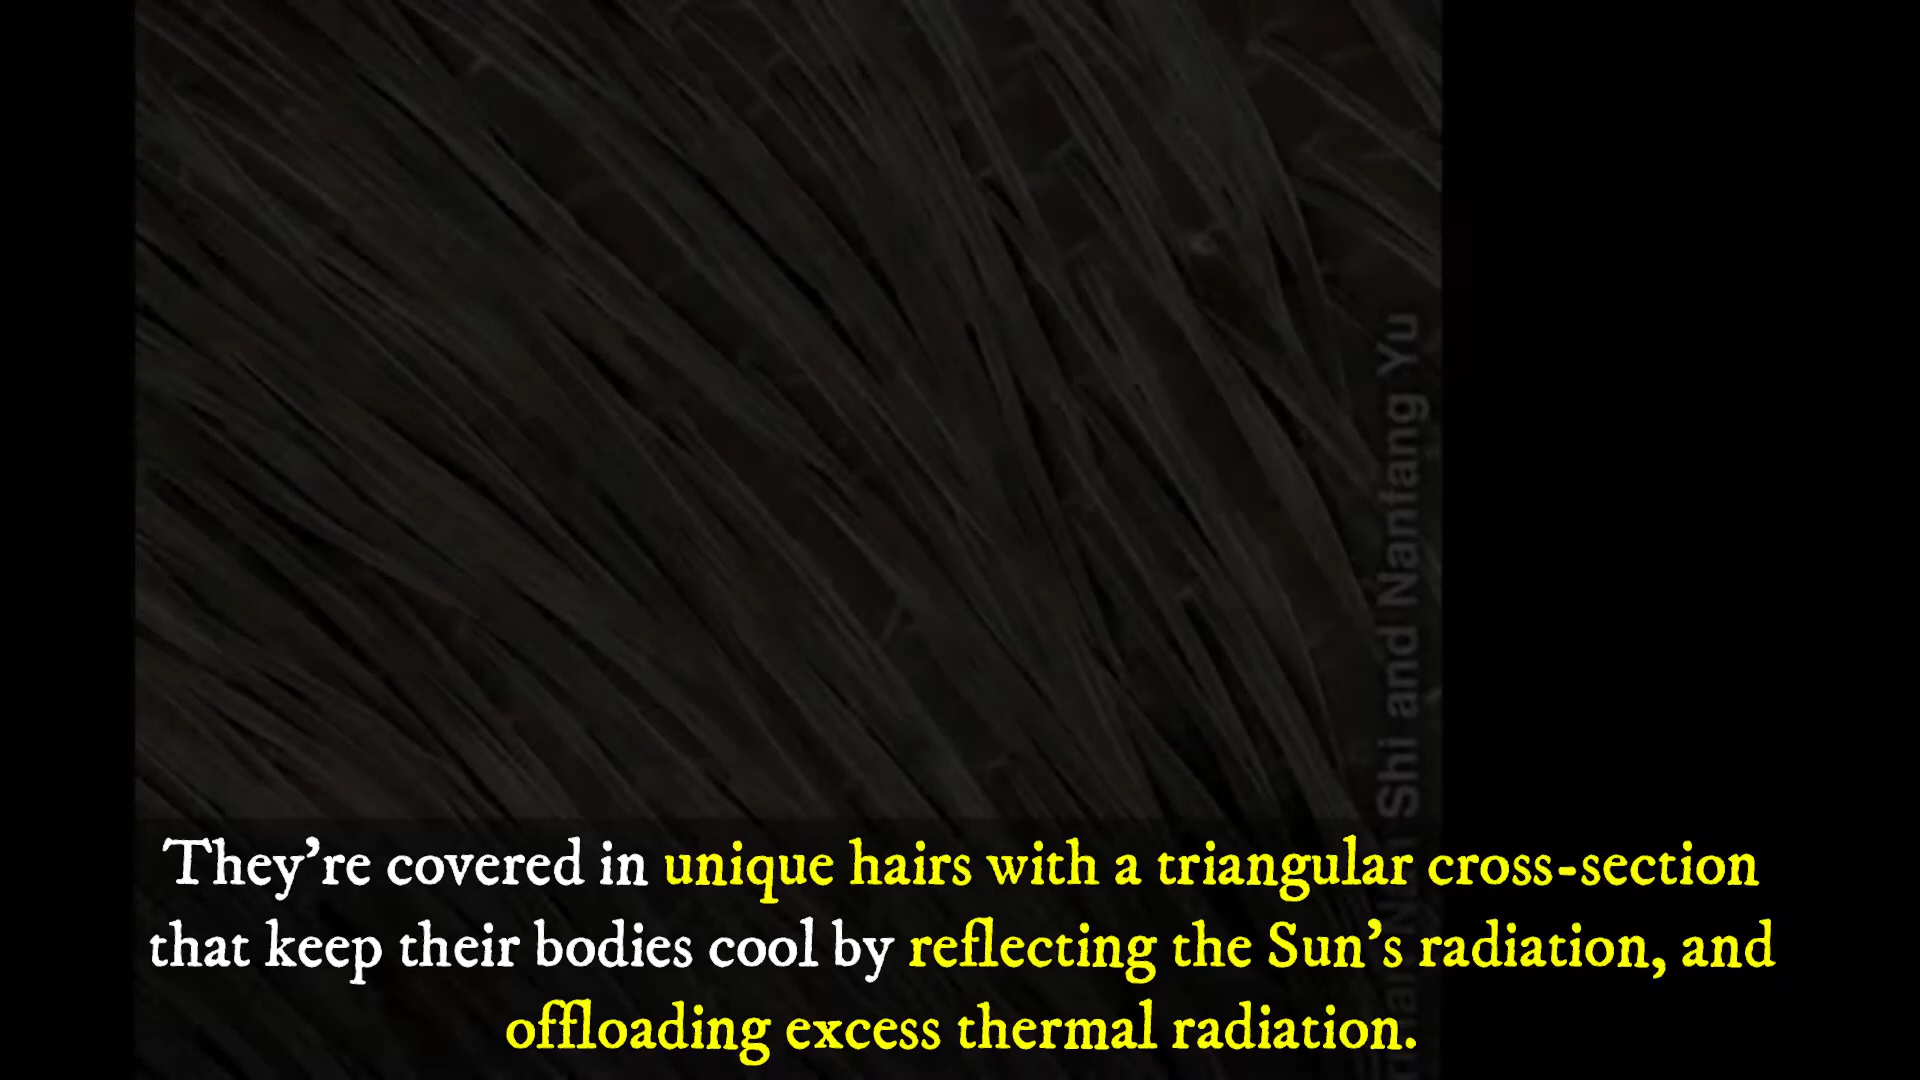 They're covered in unique hairs with a triangular cross-section
that keep their bodies cool by reflecting the Sun's radiation, and
offloading excess thermal radiation.
Shi and Nanfang Yu